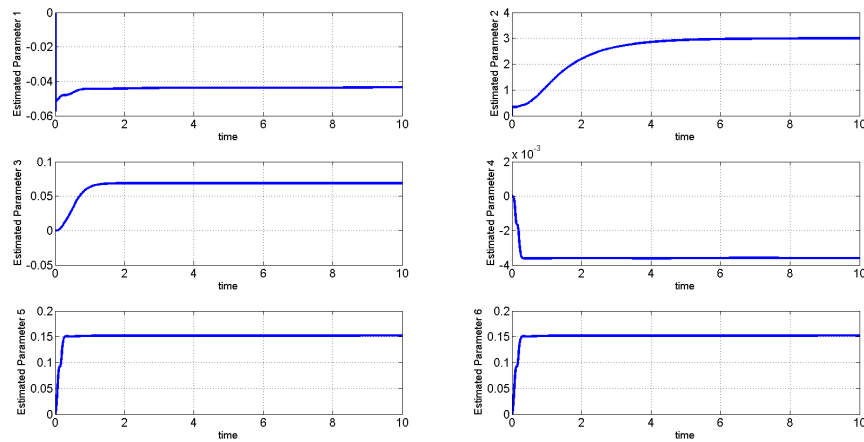 Estimated Parameter 1
0
-0.02
-0.04
-0.06
0 2 4 6 8 10
time
Estimated Parameter 2
4
3
2
1
0
0 2 4 6 8 10
time
Estimated Parameter 3
0.1
0.05
0
-0.05
0 2 4 6 8 10
time
Estimated Parameter 4
x 10⁻³
2
0
-2
-4
0 2 4 6 8 10
time
Estimated Parameter 5
0.2
0.15
0.1
0.05
0
0 2 4 6 8 10
time
Estimated Parameter 6
0.2
0.15
0.1
0.05
0
0 2 4 6 8 10
time